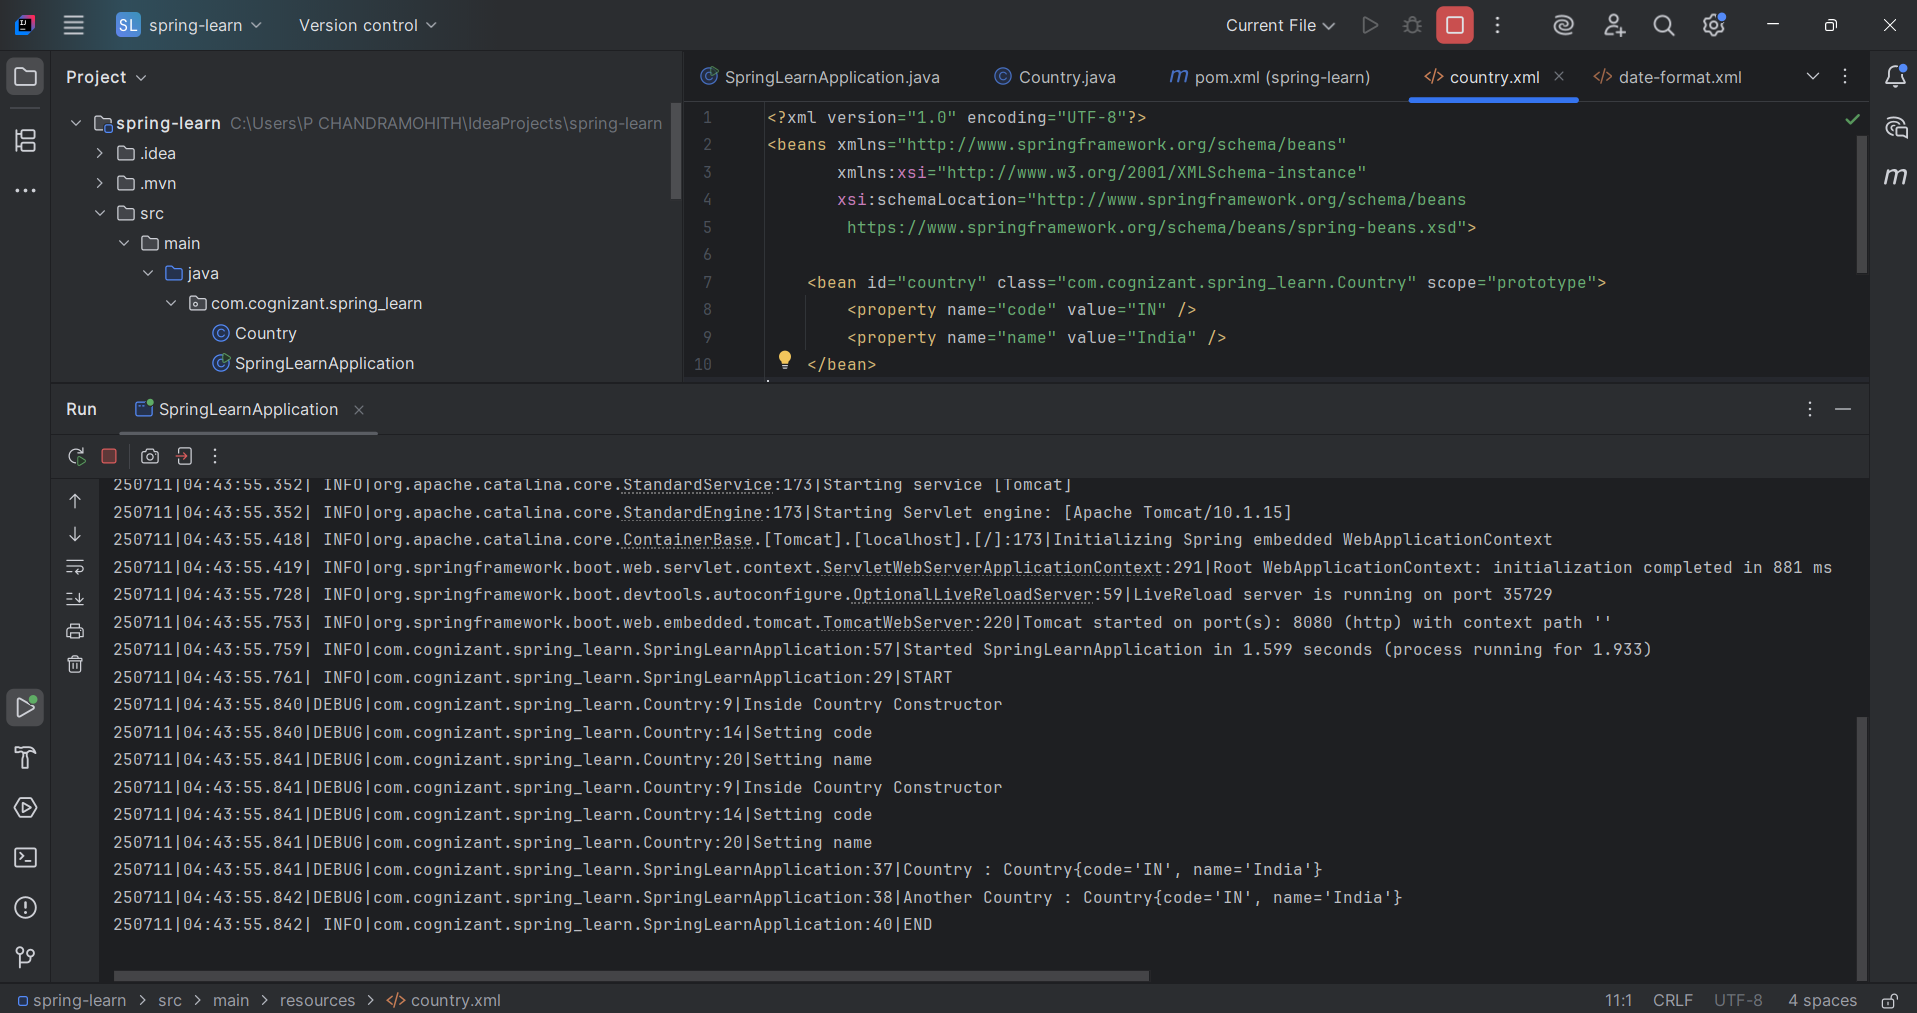 SL spring-learn Version control Current File
Project
spring-learn C:\Users\P CHANDRAMOHITH\IdeaProjects\spring-learn
.idea
.mvn
src
main
java
com.cognizant.spring_learn
Country
SpringLearnApplication
SpringLearnApplication.java Country.java pom.xml (spring-learn) country.xml date-format.xml
1 <?xml version="1.0" encoding="UTF-8"?>
2 <beans xmlns="http://www.springframework.org/schema/beans"
3 xmlns:xsi="http://www.w3.org/2001/XMLSchema-instance"
4 xsi:schemaLocation="http://www.springframework.org/schema/beans
5 https://www.springframework.org/schema/beans/spring-beans.xsd">
6
7 <bean id="country" class="com.cognizant.spring_learn.Country" scope="prototype">
8 <property name="code" value="IN" />
9 <property name="name" value="India" />
10 </bean>
Run SpringLearnApplication
250711|04:43:55.352| INFO|org.apache.catalina.core.StandardService:173|Starting service [Tomcat]
250711|04:43:55.352| INFO|org.apache.catalina.core.StandardEngine:173|Starting Servlet engine: [Apache Tomcat/10.1.15]
250711|04:43:55.418| INFO|org.apache.catalina.core.ContainerBase.[Tomcat].[localhost].[/]:173|Initializing Spring embedded WebApplicationContext
250711|04:43:55.419| INFO|org.springframework.boot.web.servlet.context.ServletWebServerApplicationContext:291|Root WebApplicationContext: initialization completed in 881 ms
250711|04:43:55.728| INFO|org.springframework.boot.devtools.autoconfigure.OptionalLiveReloadServer:59|LiveReload server is running on port 35729
250711|04:43:55.753| INFO|org.springframework.boot.web.embedded.tomcat.TomcatWebServer:220|Tomcat started on port(s): 8080 (http) with context path ''
250711|04:43:55.759| INFO|com.cognizant.spring_learn.SpringLearnApplication:57|Started SpringLearnApplication in 1.599 seconds (process running for 1.933)
250711|04:43:55.761| INFO|com.cognizant.spring_learn.SpringLearnApplication:29|START
250711|04:43:55.840|DEBUG|com.cognizant.spring_learn.Country:9|Inside Country Constructor
250711|04:43:55.840|DEBUG|com.cognizant.spring_learn.Country:14|Setting code
250711|04:43:55.841|DEBUG|com.cognizant.spring_learn.Country:20|Setting name
250711|04:43:55.841|DEBUG|com.cognizant.spring_learn.Country:9|Inside Country Constructor
250711|04:43:55.841|DEBUG|com.cognizant.spring_learn.Country:14|Setting code
250711|04:43:55.841|DEBUG|com.cognizant.spring_learn.Country:20|Setting name
250711|04:43:55.841|DEBUG|com.cognizant.spring_learn.SpringLearnApplication:37|Country : Country{code='IN', name='India'}
250711|04:43:55.842|DEBUG|com.cognizant.spring_learn.SpringLearnApplication:38|Another Country : Country{code='IN', name='India'}
250711|04:43:55.842| INFO|com.cognizant.spring_learn.SpringLearnApplication:40|END
spring-learn > src > main > resources > country.xml 11:1 CRLF UTF-8 4 spaces